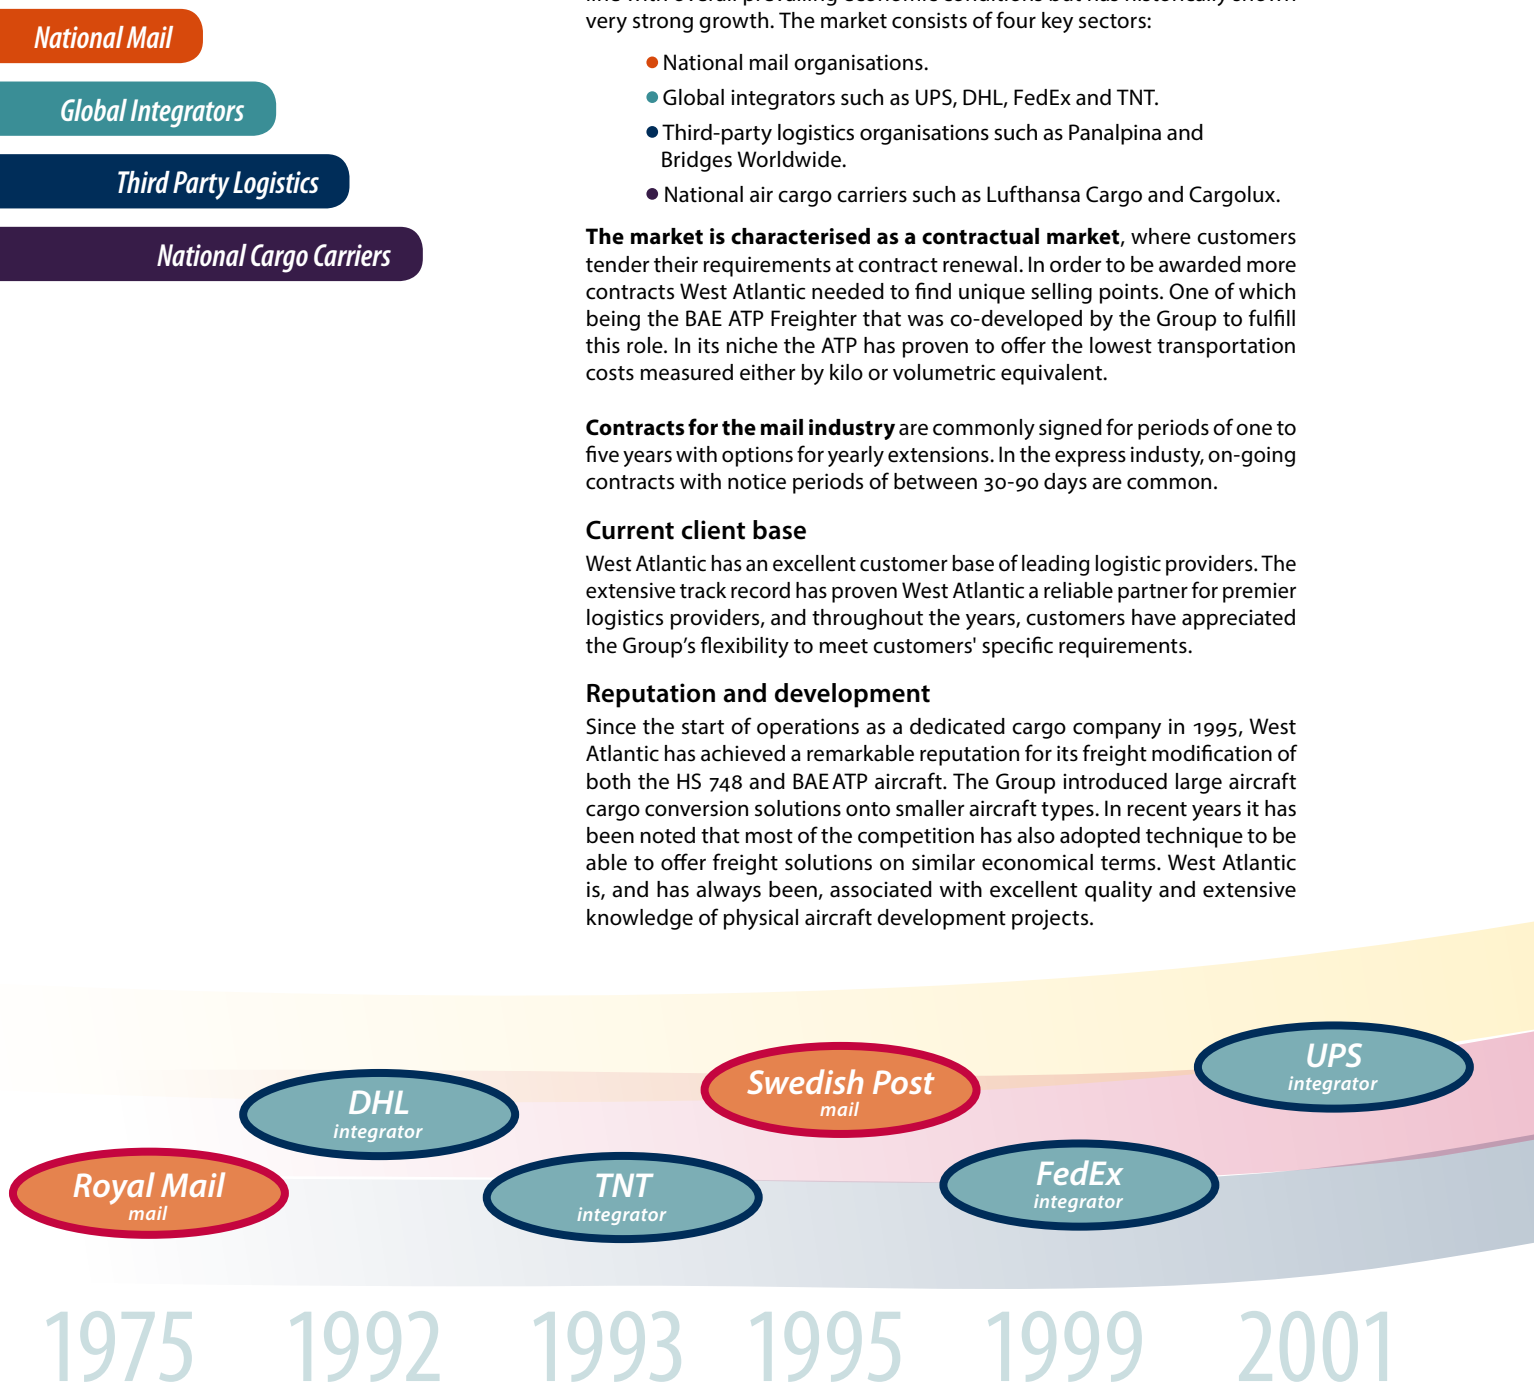 National Mail
Global Integrators
Third Party Logistics
National Cargo Carriers
very strong growth. The market consists of four key sectors:
National mail organisations.
Global integrators such as UPS, DHL, FedEx and TNT.
Third-party logistics organisations such as Panalpina and
Bridges Worldwide.
National air cargo carriers such as Lufthansa Cargo and Cargolux.
The market is characterised as a contractual market, where customers
tender their requirements at contract renewal. In order to be awarded more
contracts West Atlantic needed to find unique selling points. One of which
being the BAE ATP Freighter that was co-developed by the Group to fulfill
this role. In its niche the ATP has proven to offer the lowest transportation
costs measured either by kilo or volumetric equivalent.
Contracts for the mail industry are commonly signed for periods of one to
five years with options for yearly extensions. In the express industy, on-going
contracts with notice periods of between 30-90 days are common.
Current client base
West Atlantic has an excellent customer base of leading logistic providers. The
extensive track record has proven West Atlantic a reliable partner for premier
logistics providers, and throughout the years, customers have appreciated
the Group's flexibility to meet customers' specific requirements.
Reputation and development
Since the start of operations as a dedicated cargo company in 1995, West
Atlantic has achieved a remarkable reputation for its freight modification of
both the HS 748 and BAE ATP aircraft. The Group introduced large aircraft
cargo conversion solutions onto smaller aircraft types. In recent years it has
been noted that most of the competition has also adopted technique to be
able to offer freight solutions on similar economical terms. West Atlantic
is, and has always been, associated with excellent quality and extensive
knowledge of physical aircraft development projects.
UPS
integrator
Swedish Post
mail
DHL
integrator
FedEx
integrator
Royal Mail
mail
TNT
integrator
1975 1992 1993 1995 1999 2001